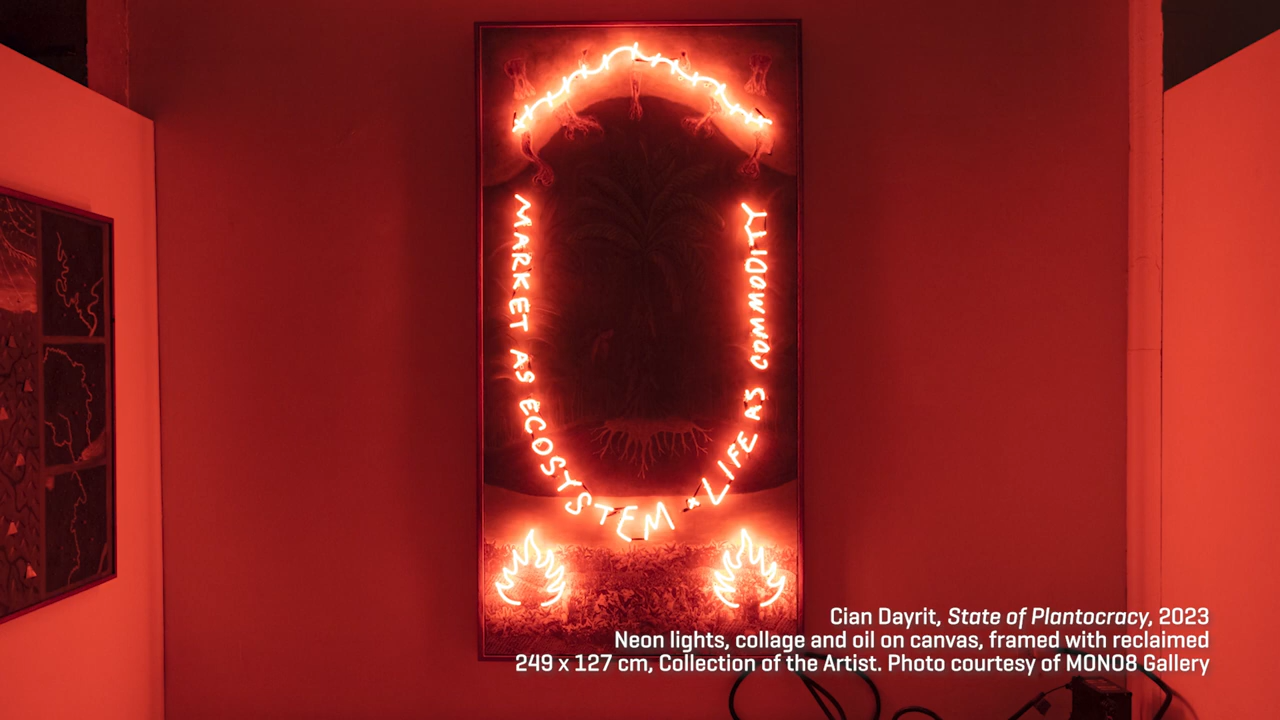 MARKET AS ECOSYSTEM × LIFE AS COMMODITY
Cian Dayrit, State of Plantocracy, 2023
Neon lights, collage and oil on canvas, framed with reclaimed
249 x 127 cm, Collection of the Artist. Photo courtesy of MONO8 Gallery